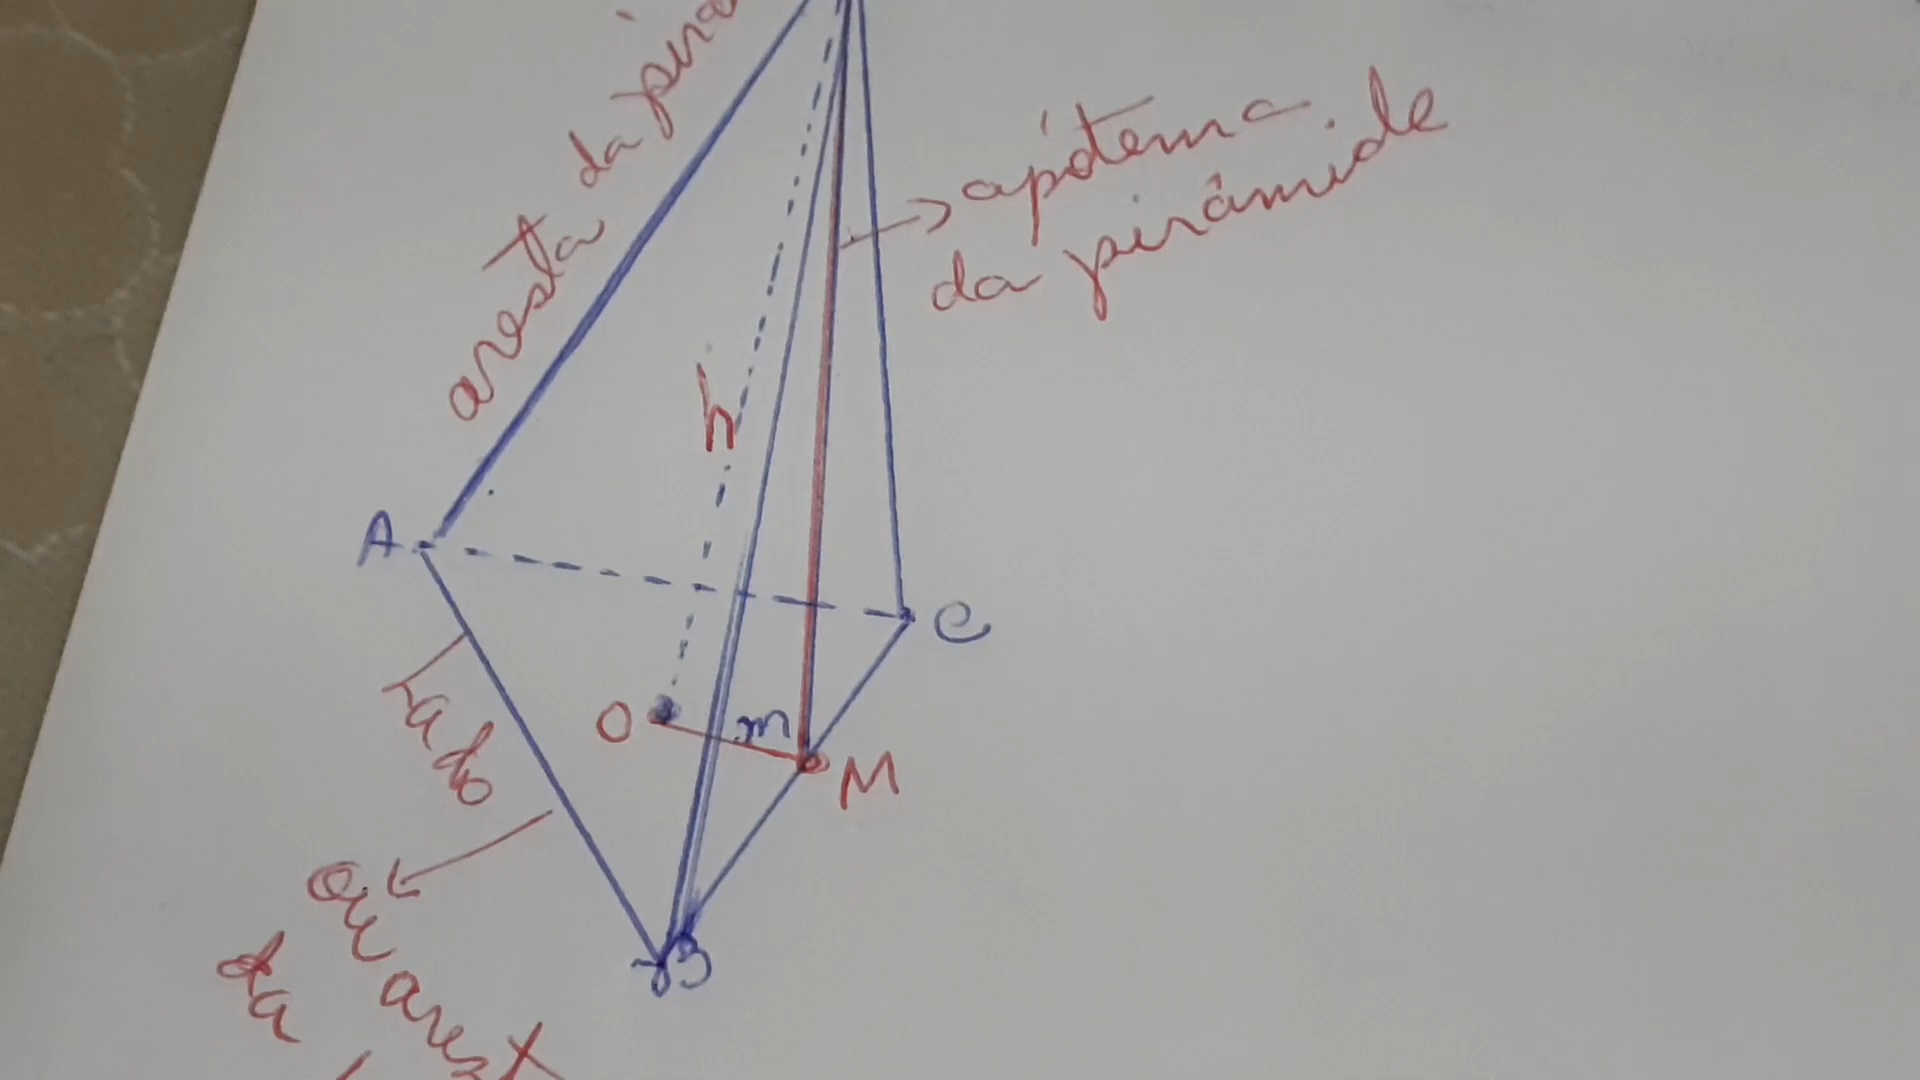 aresta da pirâ
apótema
da pirâmide
h
A
C
O
m
M
Lado
ou arest
da
B